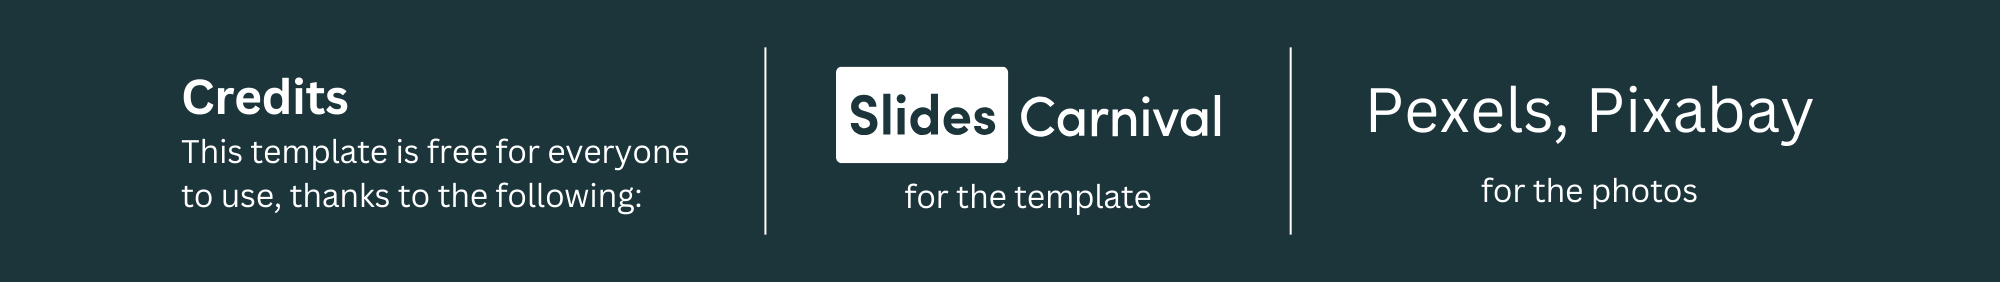 Credits
This template is free for everyone
to use, thanks to the following:
Slides Carnival
for the template
Pexels, Pixabay
for the photos